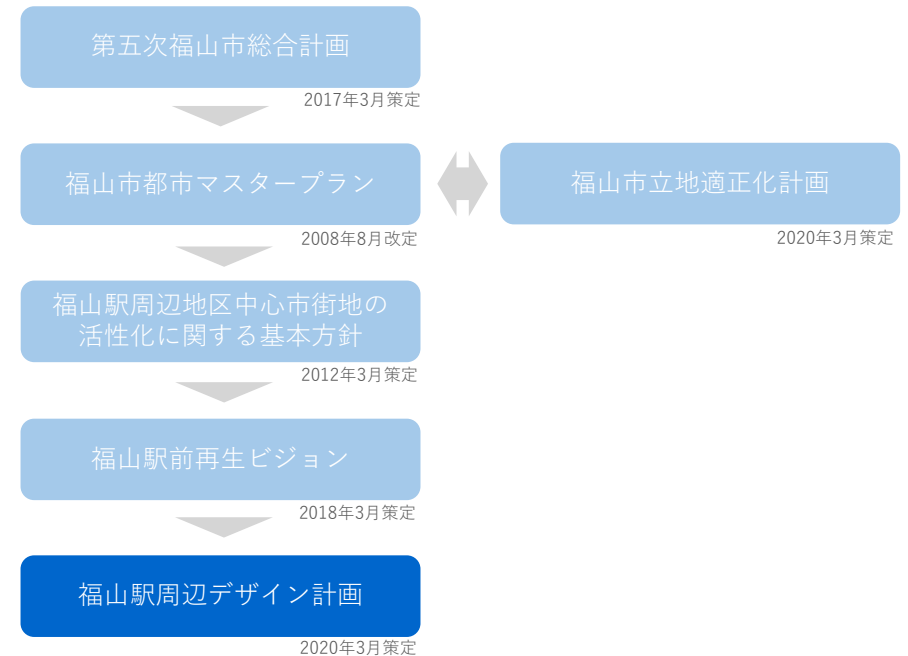 第五次福山市総合計画
2017年3月策定
福山市都市マスタープラン
2008年8月改定
福山市立地適正化計画
2020年3月策定
福山駅周辺地区中心市街地の
活性化に関する基本方針
2012年3月策定
福山駅前再生ビジョン
2018年3月策定
福山駅周辺デザイン計画
2020年3月策定